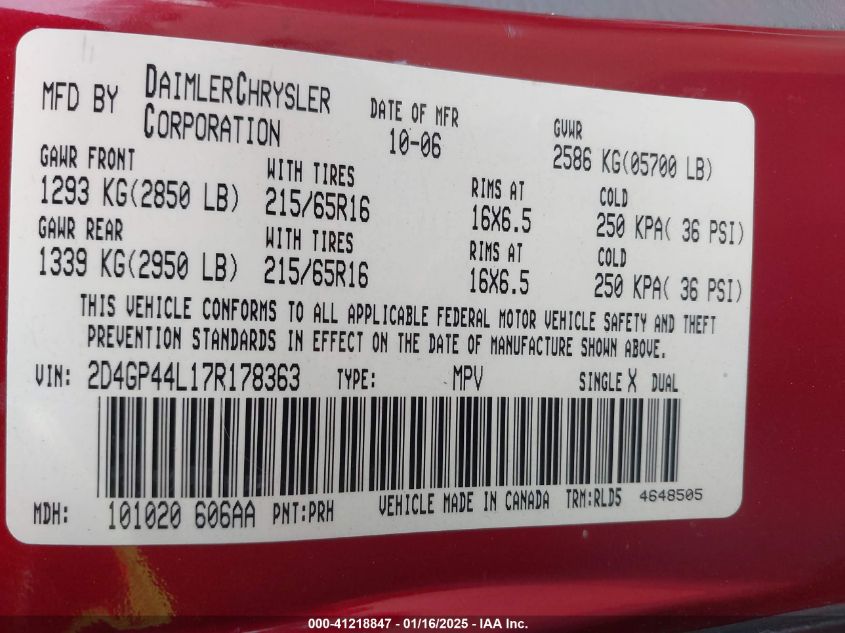 MFD BY DAIMLERCHRYSLER CORPORATION
DATE OF MFR 10-06
GVWR 2586 KG(05700 LB)
GAWR FRONT WITH TIRES RIMS AT COLD
1293 KG(2850 LB) 215/65R16 16X6.5 250 KPA( 36 PSI)
GAWR REAR WITH TIRES RIMS AT COLD
1339 KG(2950 LB) 215/65R16 16X6.5 250 KPA( 36 PSI)
THIS VEHICLE CONFORMS TO ALL APPLICABLE FEDERAL MOTOR VEHICLE SAFETY AND THEFT
PREVENTION STANDARDS IN EFFECT ON THE DATE OF MANUFACTURE SHOWN ABOVE.
VIN: 2D4GP44L17R178363 TYPE: MPV SINGLE X DUAL
MDH: 101020 606AA PNT:PRH VEHICLE MADE IN CANADA TRM:RLD5 4648505
000-41218847 - 01/16/2025 - IAA Inc.